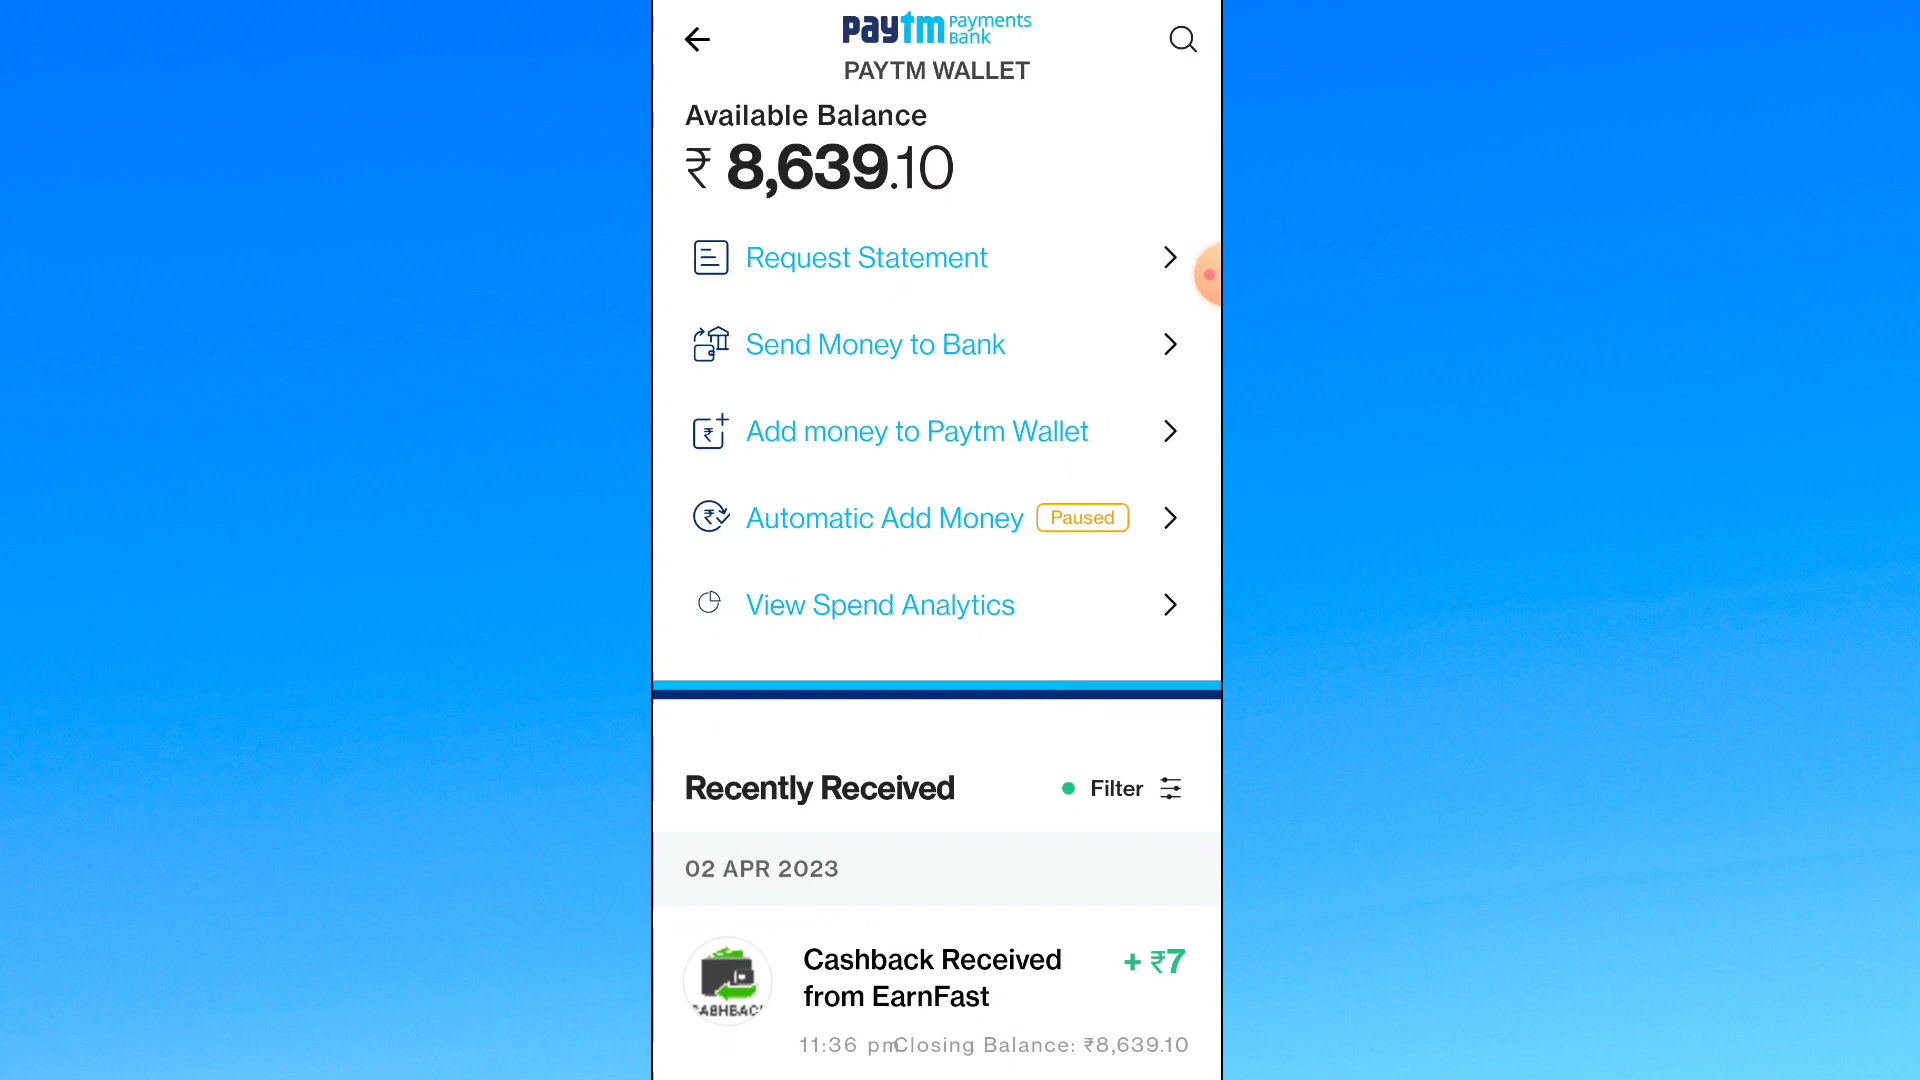 paytm Payments Bank
PAYTM WALLET
Available Balance
₹ 8,639.10
Request Statement
Send Money to Bank
Add money to Paytm Wallet
Automatic Add Money Paused
View Spend Analytics
Recently Received Filter
02 APR 2023
Cashback Received + ₹7
from EarnFast
CASHBACK
11:36 pm Closing Balance: ₹8,639.10